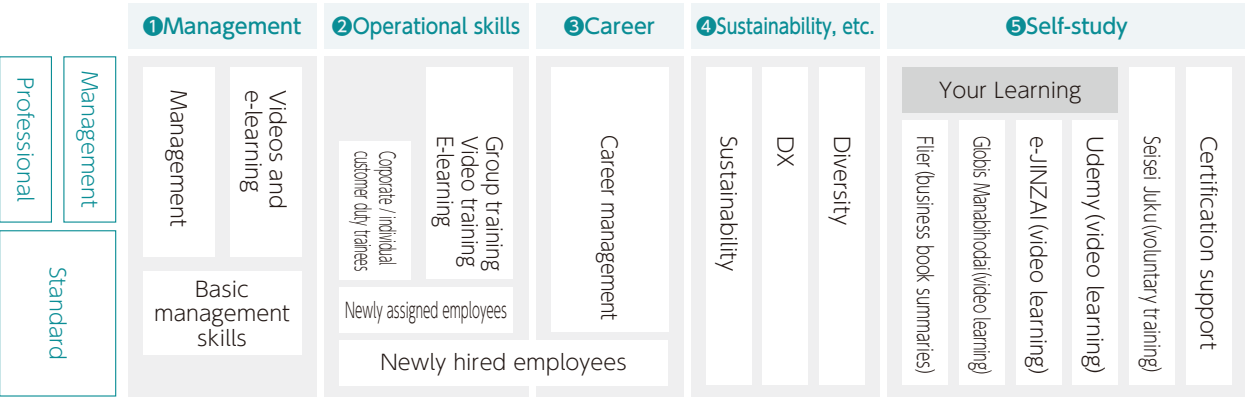 ❶Management
❷Operational skills
❸Career
❹Sustainability, etc.
❺Self-study
Professional
Management
Standard
Management
Videos and
e-learning
Basic
management
skills
Corporate / individual
customer duty trainees
Group training
Video training
E-learning
Newly assigned employees
Newly hired employees
Career management
Sustainability
DX
Diversity
Your Learning
Flier (business book summaries)
Globis Manabihodai (video learning)
e-JINZAI (video learning)
Udemy (video learning)
Seisei Juku (voluntary training)
Certification support